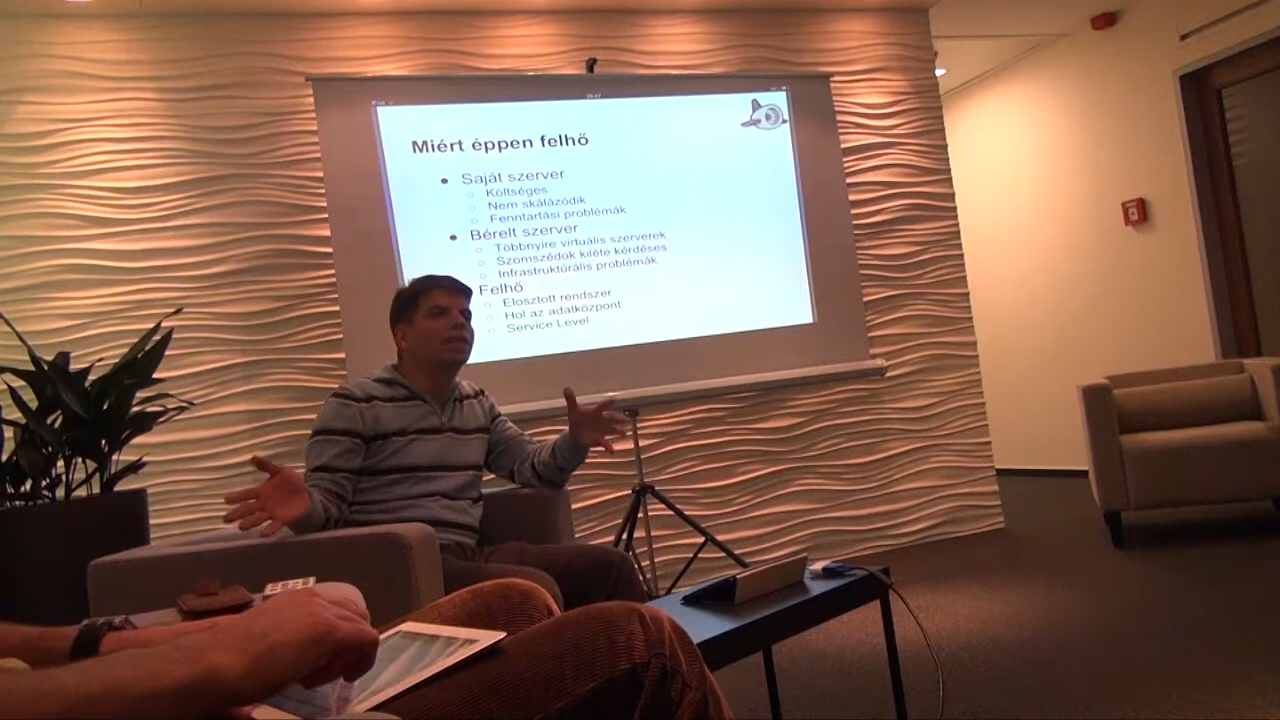 Miért éppen felhő
Saját szerver
Költséges
Nem skálázódik
Fenntartási problémák
Bérelt szerver
Többnyire virtuális szerverek
Szomszédok kiléte kérdéses
Infrastruktúrális problémák
Felhő
Elosztott rendszer
Hol az adatközpont
Service Level